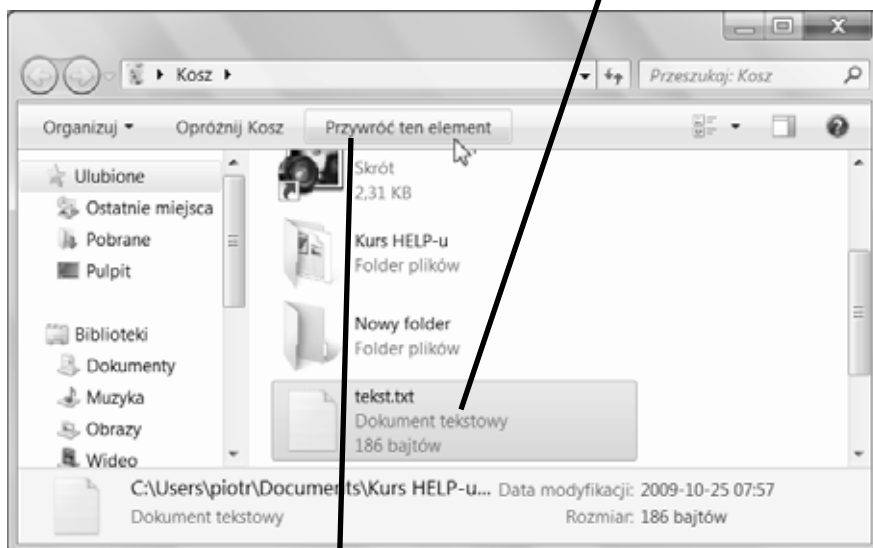 Kosz
Przeszukaj: Kosz
Organizuj
Opróżnij Kosz
Przywróć ten element
Ulubione
Ostatnie miejsca
Pobrane
Pulpit
Biblioteki
Dokumenty
Muzyka
Obrazy
Wideo
Skrót
2,31 KB
Kurs HELP-u
Folder plików
Nowy folder
Folder plików
tekst.txt
Dokument tekstowy
186 bajtów
C:\Users\piotr\Documents\Kurs HELP-u... Data modyfikacji: 2009-10-25 07:57
Dokument tekstowy Rozmiar: 186 bajtów